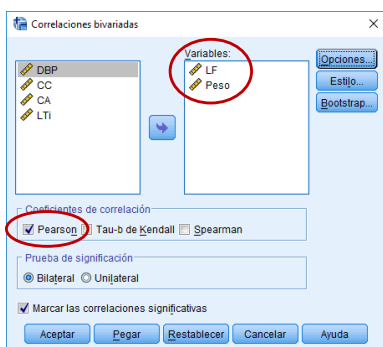 Correlaciones bivariadas
Variables:
DBP
CC
CA
LTi
LF
Peso
Opciones...
Estilo...
Bootstrap...
Coeficientes de correlación
Pearson Tau-b de Kendall Spearman
Prueba de significación
Bilateral Unilateral
Marcar las correlaciones significativas
Aceptar Pegar Restablecer Cancelar Ayuda